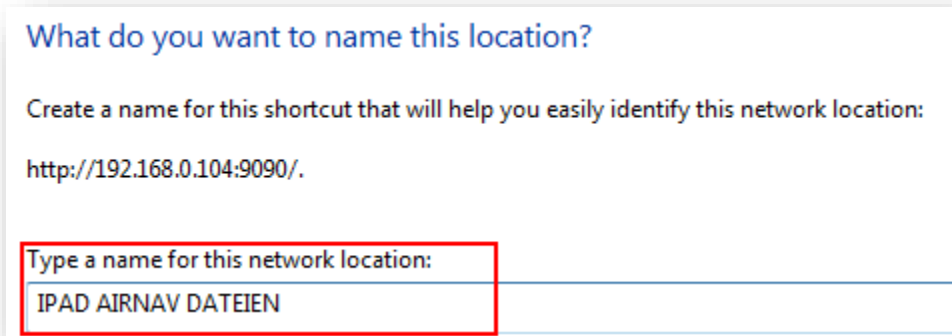 What do you want to name this location?
Create a name for this shortcut that will help you easily identify this network location:
http://192.168.0.104:9090/.
Type a name for this network location:
IPAD AIRNAV DATEIEN